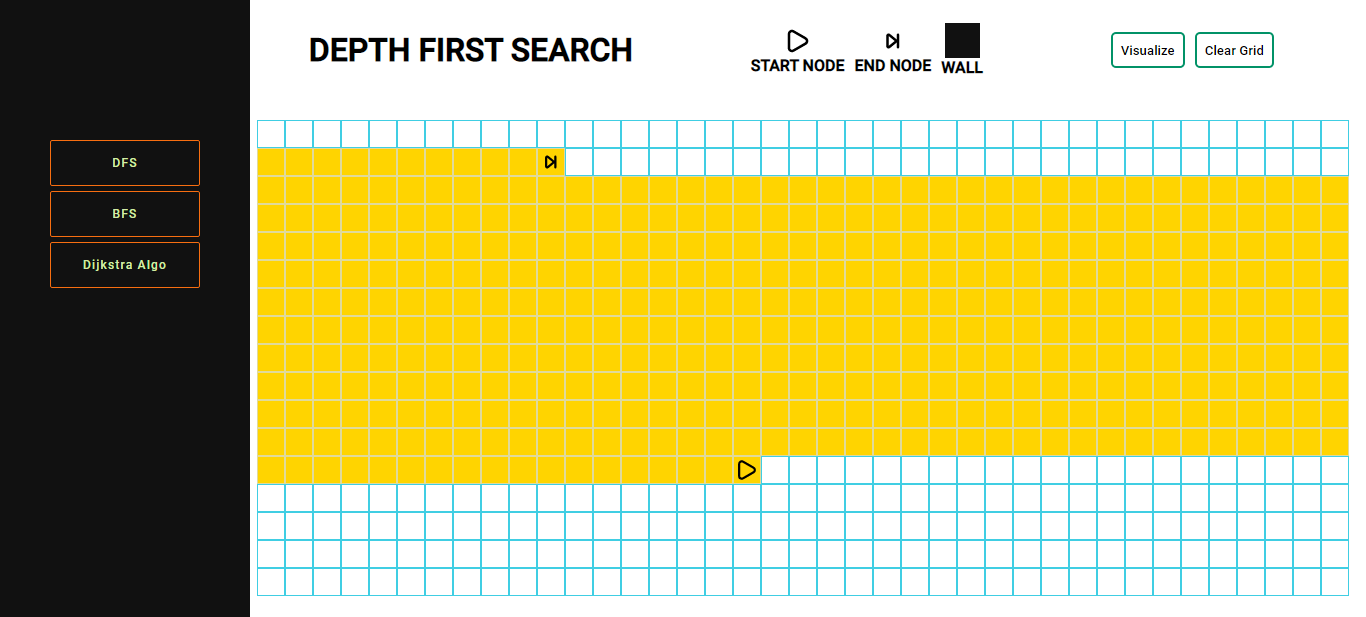 DEPTH FIRST SEARCH
START NODE
END NODE
WALL
Visualize
Clear Grid
DFS
BFS
Dijkstra Algo